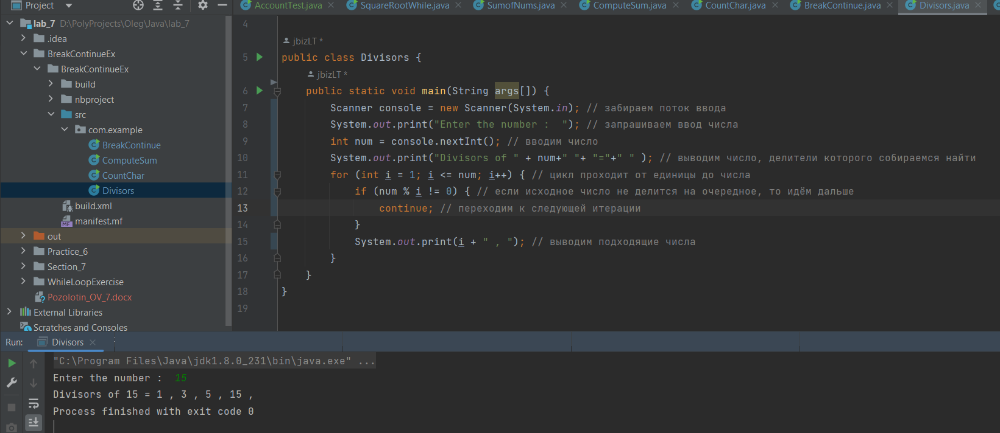 Project
AccountTest.java SquareRootWhile.java SumofNums.java ComputeSum.java CountChar.java BreakContinue.java Divisors.java
lab_7 D:\PolyProjects\Oleg\Java\lab_7
.idea
BreakContinueEx
BreakContinueEx
build
nbproject
src
com.example
BreakContinue
ComputeSum
CountChar
Divisors
build.xml
manifest.mf
out
Practice_6
Section_7
WhileLoopExercise
Pozolotin_OV_7.docx
External Libraries
Scratches and Consoles
4
jbizLT *
5 public class Divisors {
jbizLT *
6 public static void main(String args[]) {
7 Scanner console = new Scanner(System.in); // забираем поток ввода
8 System.out.print("Enter the number :  "); // запрашиваем ввод числа
9 int num = console.nextInt(); // вводим число
10 System.out.print("Divisors of " + num+" "+ "="+" " ); // выводим число, делители которого собираемся найти
11 for (int i = 1; i <= num; i++) { // цикл проходит от единицы до числа
12 if (num % i != 0) { // если исходное число не делится на очередное, то идём дальше
13 continue; // переходим к следующей итерации
14 }
15 System.out.print(i + " , "); // выводим подходящие числа
16 }
17 }
18 }
19
Run: Divisors
"C:\Program Files\Java\jdk1.8.0_231\bin\java.exe" ...
Enter the number :  15
Divisors of 15 = 1 , 3 , 5 , 15 ,
Process finished with exit code 0